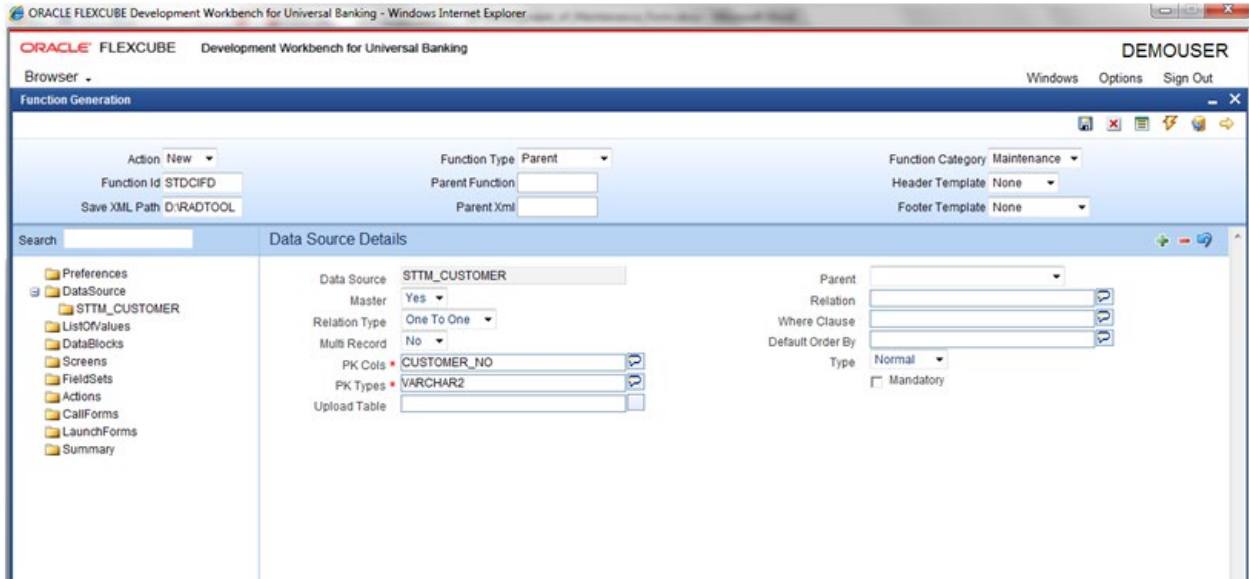 ORACLE FLEXCUBE Development Workbench for Universal Banking - Windows Internet Explorer
ORACLE FLEXCUBE Development Workbench for Universal Banking DEMOUSER
Browser Windows Options Sign Out
Function Generation
Action New Function Type Parent Function Category Maintenance
Function Id STDCIFD Parent Function Header Template None
Save XML Path D:\RADTOOL Parent Xml Footer Template None
Search Data Source Details
Preferences
DataSource
STTM_CUSTOMER
ListOfValues
DataBlocks
Screens
FieldSets
Actions
CallForms
LaunchForms
Summary
Data Source STTM_CUSTOMER Parent
Master Yes Relation
Relation Type One To One Where Clause
Multi Record No Default Order By
PK Cols * CUSTOMER_NO Type Normal
PK Types * VARCHAR2 Mandatory
Upload Table